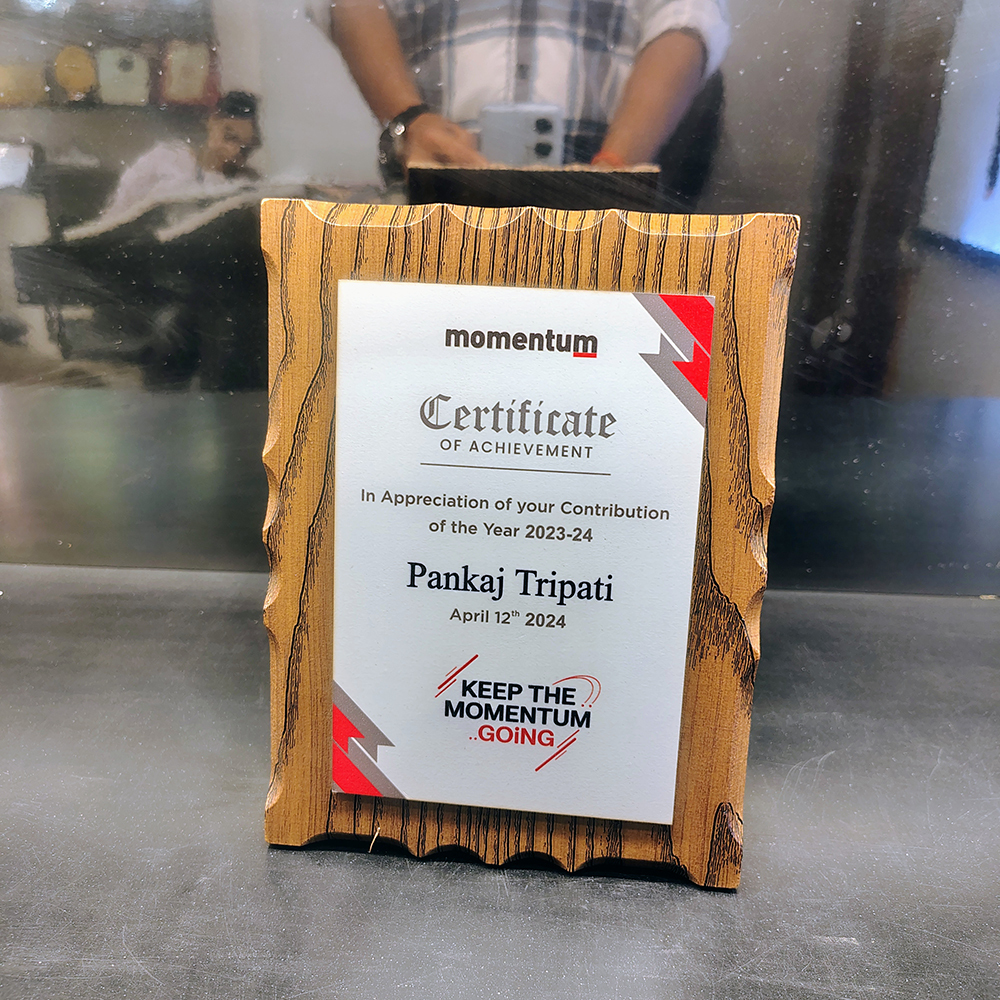 momentum
Certificate
OF ACHIEVEMENT
In Appreciation of your Contribution
of the Year 2023-24
Pankaj Tripati
April 12th 2024
KEEP THE
MOMENTUM
..GOiNG